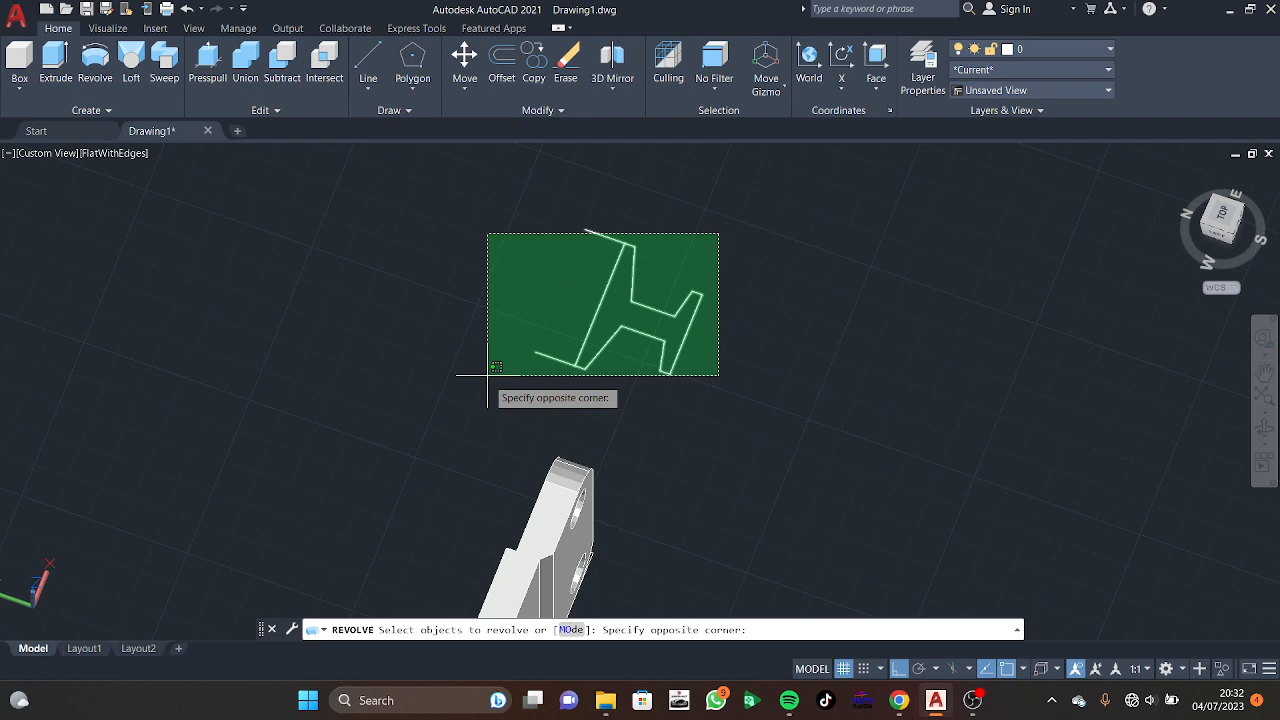 Autodesk AutoCAD 2021 Drawing1.dwg
Type a keyword or phrase
Sign In
Home Visualize Insert View Manage Output Collaborate Express Tools Featured Apps
Box Extrude Revolve Loft Sweep
Presspull Union Subtract Intersect
Line Polygon
Move Offset Copy Erase 3D Mirror
Culling No Filter Move Gizmo
World X Face
Layer Properties
0
*Current*
Unsaved View
Create Edit Draw Modify Selection Coordinates Layers & View
Start Drawing1*
[−][Custom View][FlatWithEdges]
N E TOP S W
WCS
Specify opposite corner:
X
Z
REVOLVE Select objects to revolve or [MOde]: Specify opposite corner:
Model Layout1 Layout2
MODEL 1:1
Search
9
20:32
04/07/2023
4